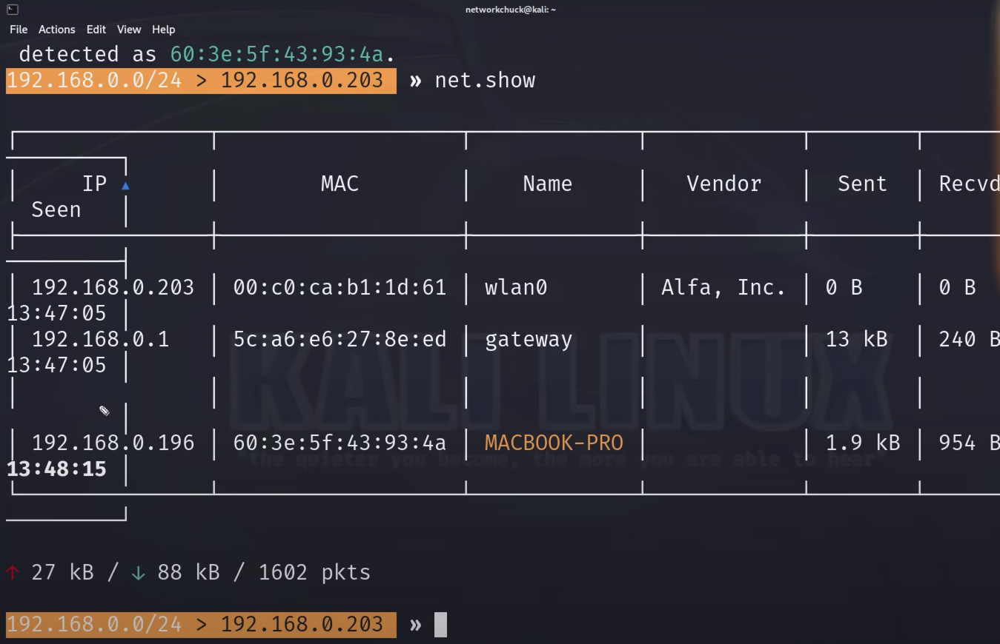 networkchuck@kali: ~
File Actions Edit View Help
detected as 60:3e:5f:43:93:4a.
192.168.0.0/24 > 192.168.0.203 » net.show
IP ▲ MAC Name Vendor Sent Recvd
Seen
192.168.0.203 00:c0:ca:b1:1d:61 wlan0 Alfa, Inc. 0 B 0 B
13:47:05
192.168.0.1 5c:a6:e6:27:8e:ed gateway 13 kB 240 B
13:47:05
192.168.0.196 60:3e:5f:43:93:4a MACBOOK-PRO 1.9 kB 954 B
13:48:15
KALI LINUX
"the quieter you become, the more you are able to hear"
↑ 27 kB / ↓ 88 kB / 1602 pkts
192.168.0.0/24 > 192.168.0.203 »